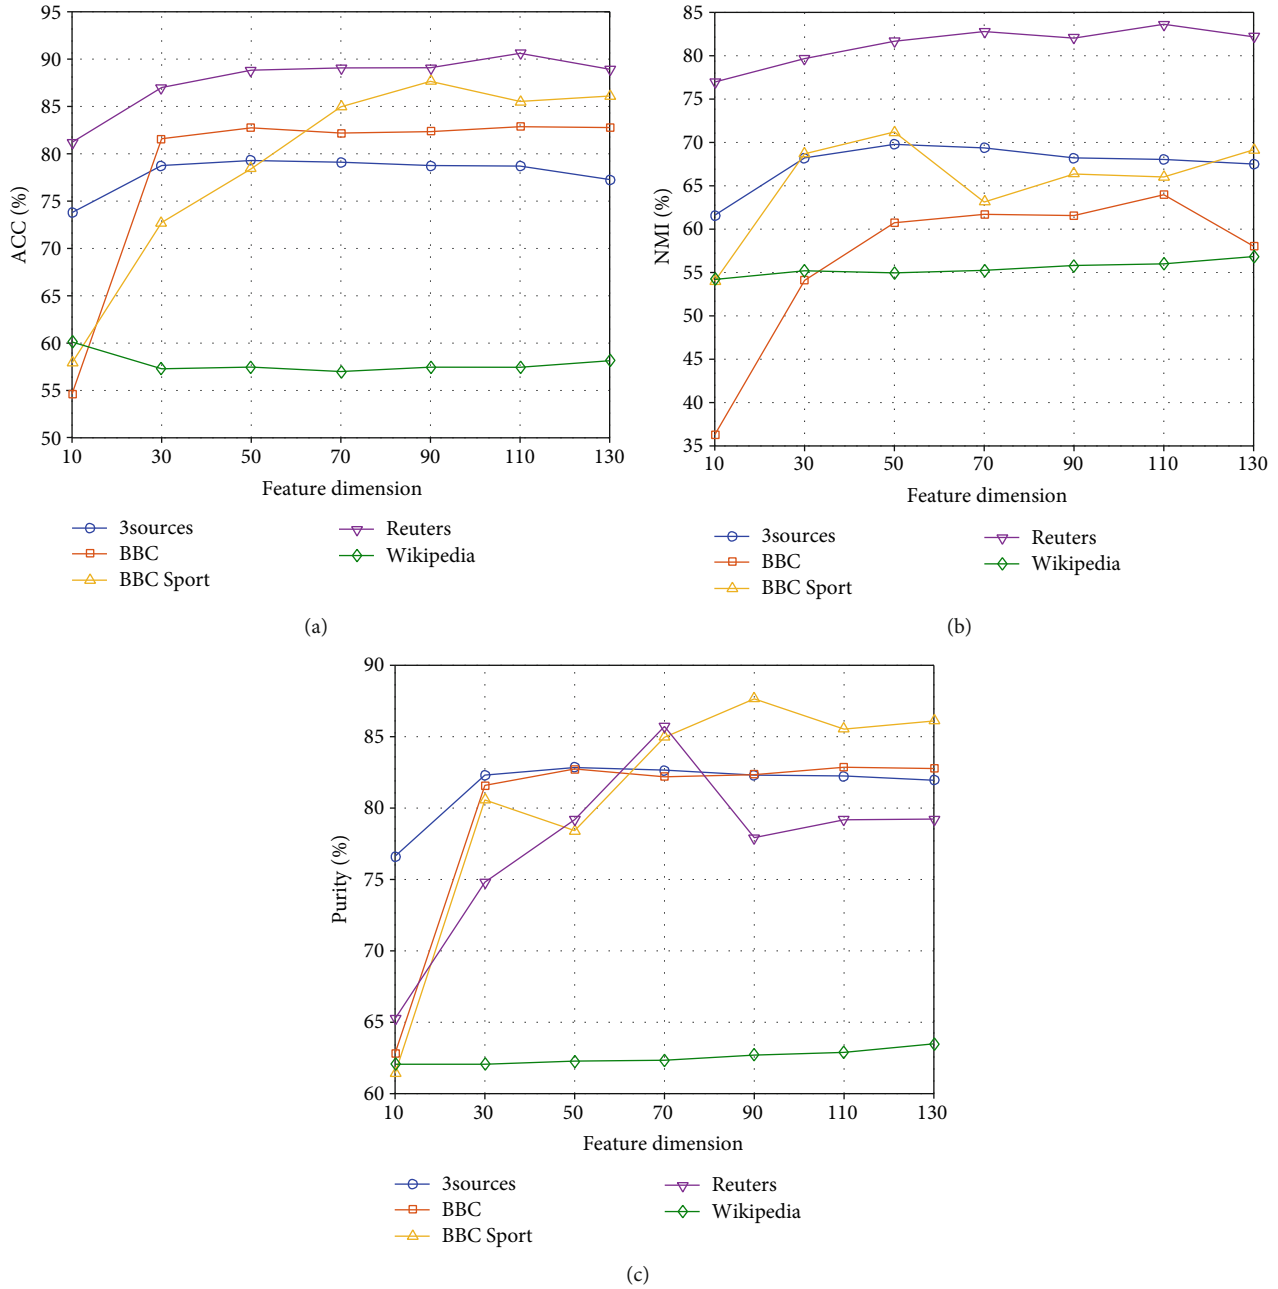 95
90
85
80
75
70
65
60
55
50
ACC (%)
10 30 50 70 90 110 130
Feature dimension
3sources
BBC
BBC Sport
Reuters
Wikipedia
(a)
85
80
75
70
65
60
55
50
45
40
35
NMI (%)
10 30 50 70 90 110 130
Feature dimension
3sources
BBC
BBC Sport
Reuters
Wikipedia
(b)
90
85
80
75
70
65
60
Purity (%)
10 30 50 70 90 110 130
Feature dimension
3sources
BBC
BBC Sport
Reuters
Wikipedia
(c)